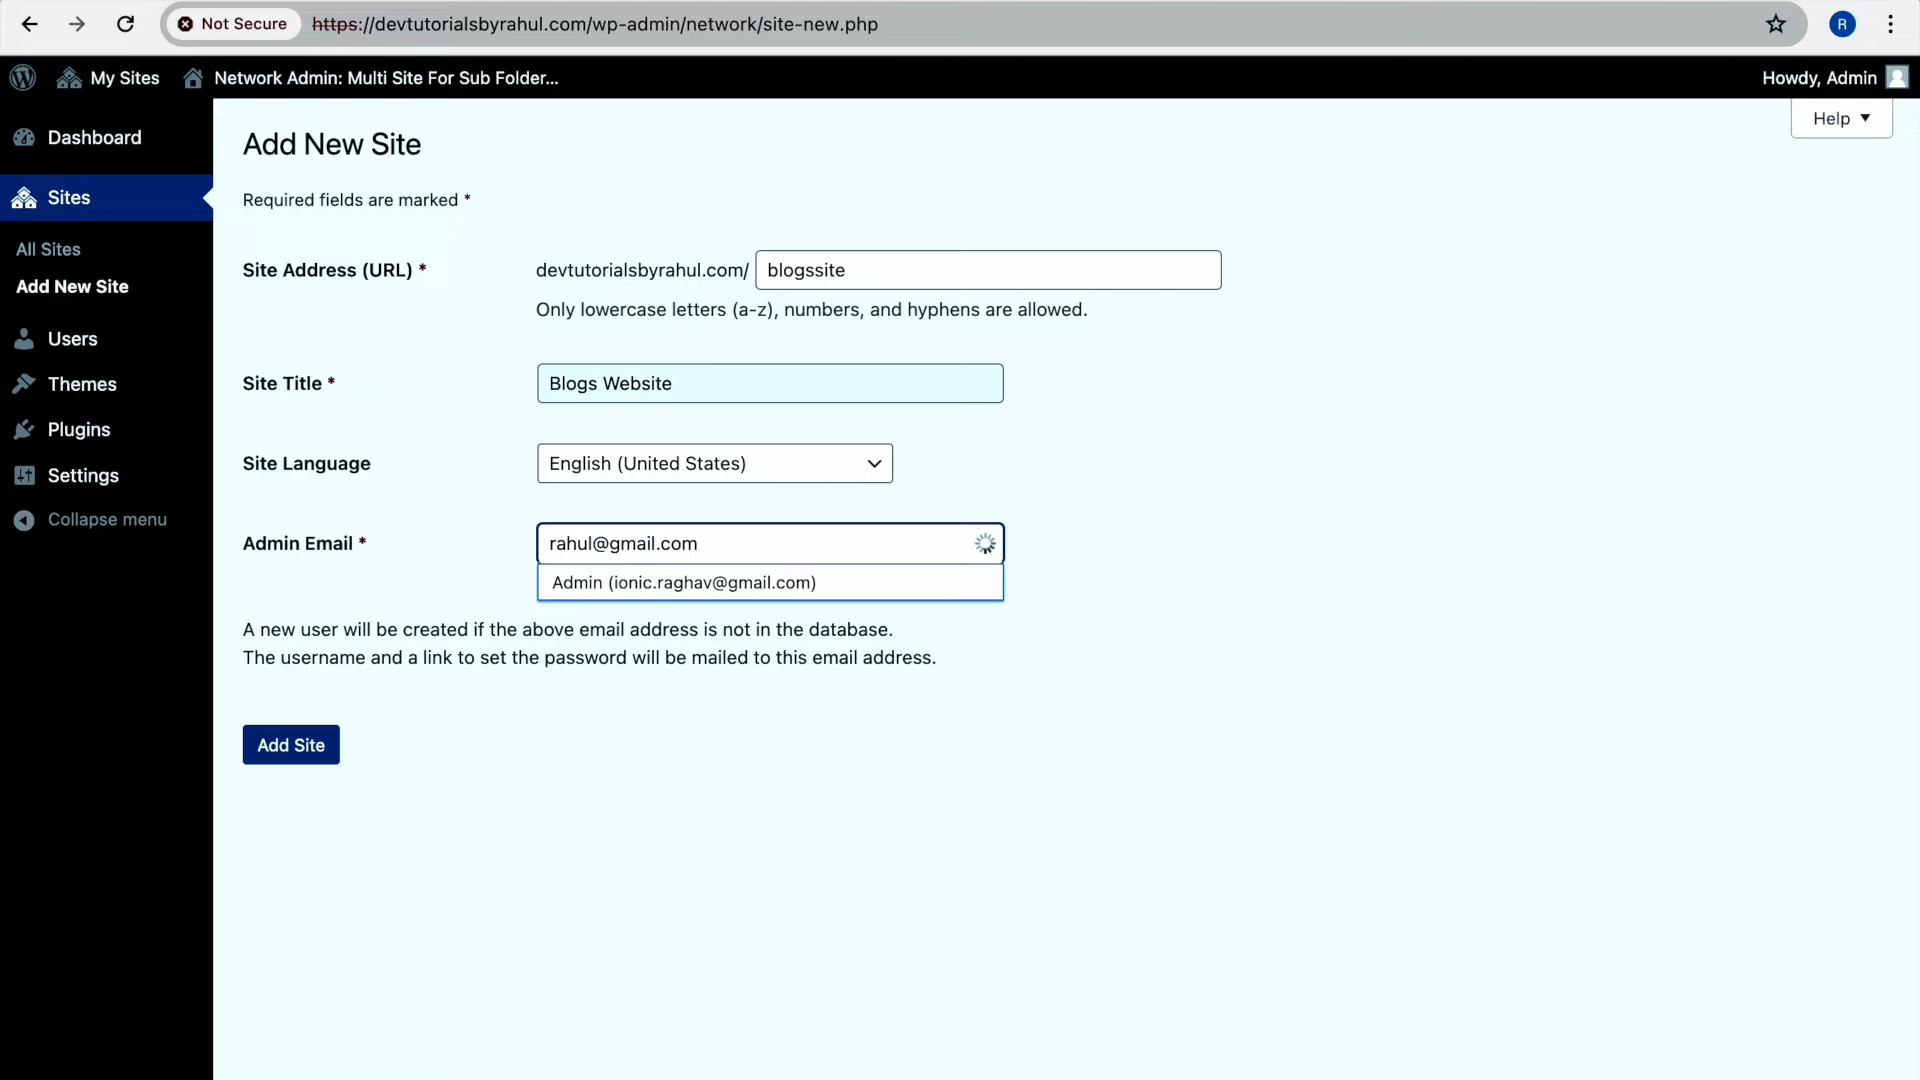 Not Secure https://devtutorialsbyrahul.com/wp-admin/network/site-new.php R
My Sites Network Admin: Multi Site For Sub Folder... Howdy, Admin
Help ▼
Dashboard
Sites
All Sites
Add New Site
Users
Themes
Plugins
Settings
Collapse menu
Add New Site
Required fields are marked *
Site Address (URL) * devtutorialsbyrahul.com/ blogssite
Only lowercase letters (a-z), numbers, and hyphens are allowed.
Site Title * Blogs Website
Site Language English (United States)
Admin Email * rahul@gmail.com
Admin (ionic.raghav@gmail.com)
A new user will be created if the above email address is not in the database.
The username and a link to set the password will be mailed to this email address.
Add Site